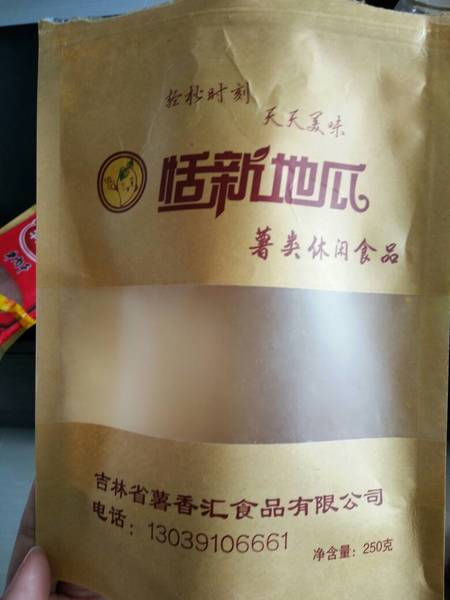 轻秒时刻
天天美味
恬新地瓜
薯类休闲食品
吉林省薯香汇食品有限公司
电话：13039106661
净含量：250克